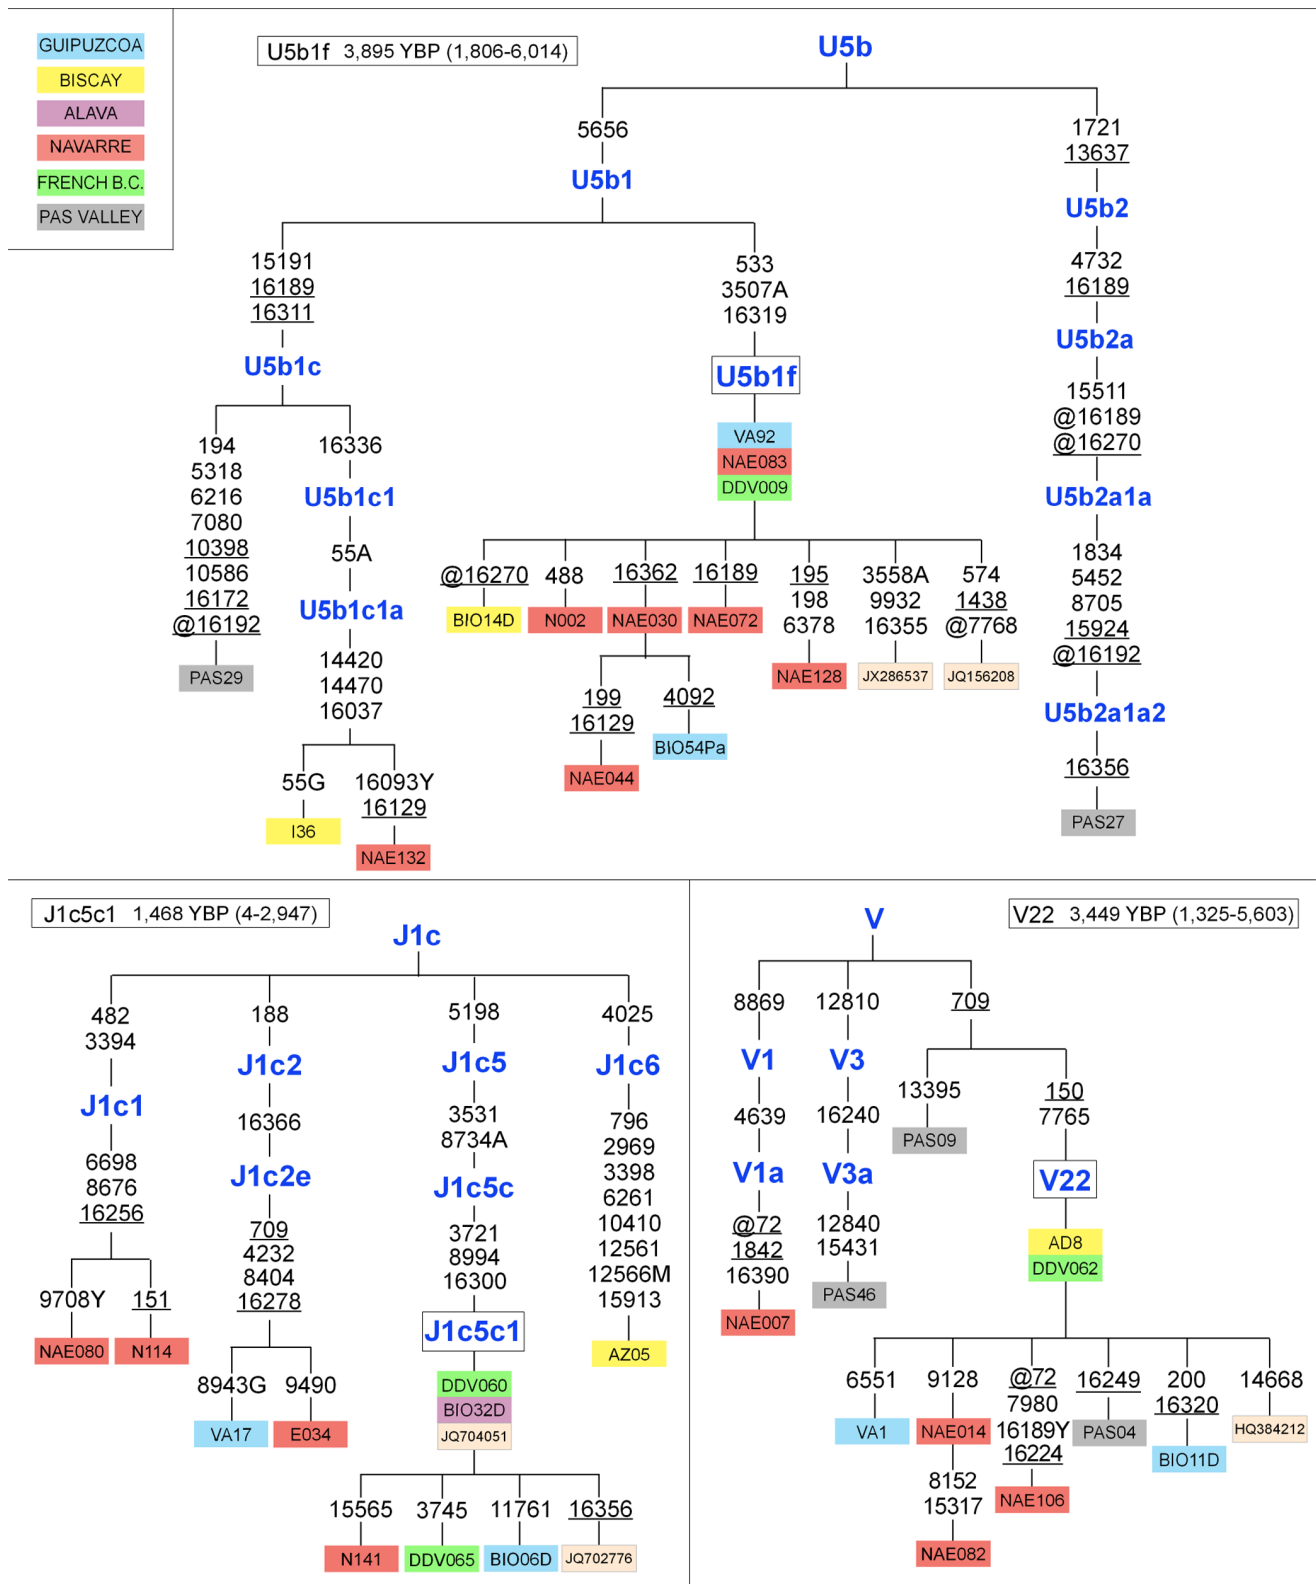 GUIPUZCOA
BISCAY
ALAVA
NAVARRE
FRENCH B.C.
PAS VALLEY
U5b1f 3,895 YBP (1,806-6,014)
U5b
5656
U5b1
15191
16189
16311
U5b1c
194
5318
6216
7080
10398
10586
16172
@16192
PAS29
16336
U5b1c1
55A
U5b1c1a
14420
14470
16037
55G
I36
16093Y
16129
NAE132
533
3507A
16319
U5b1f
VA92
NAE083
DDV009
@16270
BIO14D
488
N002
16362
NAE030
199
16129
NAE044
4092
BIO54Pa
16189
NAE072
195
198
6378
NAE128
3558A
9932
16355
JX286537
574
1438
@7768
JQ156208
1721
13637
U5b2
4732
16189
U5b2a
15511
@16189
@16270
U5b2a1a
1834
5452
8705
15924
@16192
U5b2a1a2
16356
PAS27
J1c5c1 1,468 YBP (4-2,947)
J1c
482
3394
J1c1
6698
8676
16256
9708Y
NAE080
151
N114
188
J1c2
16366
J1c2e
709
4232
8404
16278
8943G
VA17
9490
E034
5198
J1c5
3531
8734A
J1c5c
3721
8994
16300
J1c5c1
DDV060
BIO32D
JQ704051
15565
N141
3745
DDV065
11761
BIO06D
16356
JQ702776
4025
J1c6
796
2969
3398
6261
10410
12561
12566M
15913
AZ05
V22 3,449 YBP (1,325-5,603)
V
8869
V1
4639
V1a
@72
1842
16390
NAE007
12810
V3
16240
V3a
12840
15431
PAS46
709
13395
PAS09
150
7765
V22
AD8
DDV062
6551
VA1
9128
NAE014
8152
15317
NAE082
@72
7980
16189Y
16224
NAE106
16249
PAS04
200
16320
BIO11D
14668
HQ384212